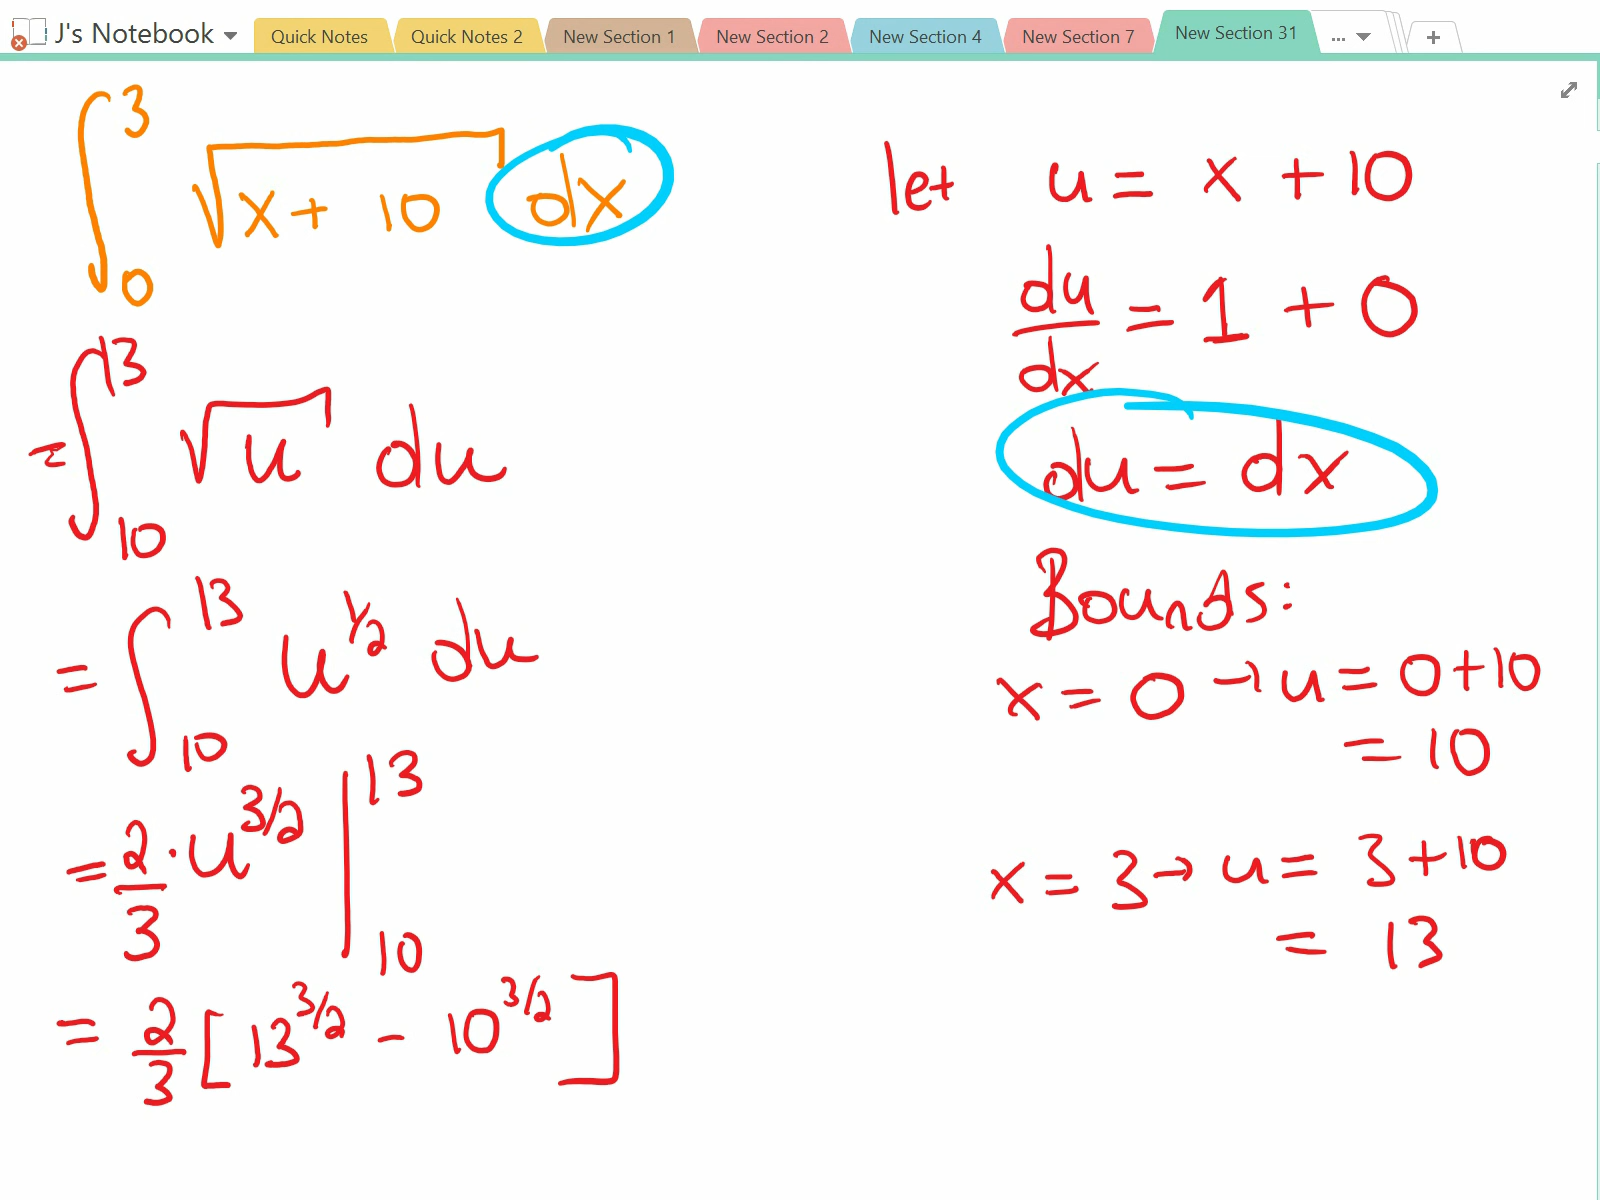 J's Notebook Quick Notes Quick Notes 2 New Section 1 New Section 2 New Section 4 New Section 7 New Section 31 ... +
∫₀³ √(x + 10) dx
= ∫₁₀¹³ √u du
= ∫₁₀¹³ u^(1/2) du
= 2/3 · u^(3/2) |₁₀¹³
= 2/3 [13^(3/2) - 10^(3/2)]
let u = x + 10
du/dx = 1 + 0
du = dx
Bounds:
x = 0 → u = 0 + 10
= 10
x = 3 → u = 3 + 10
= 13